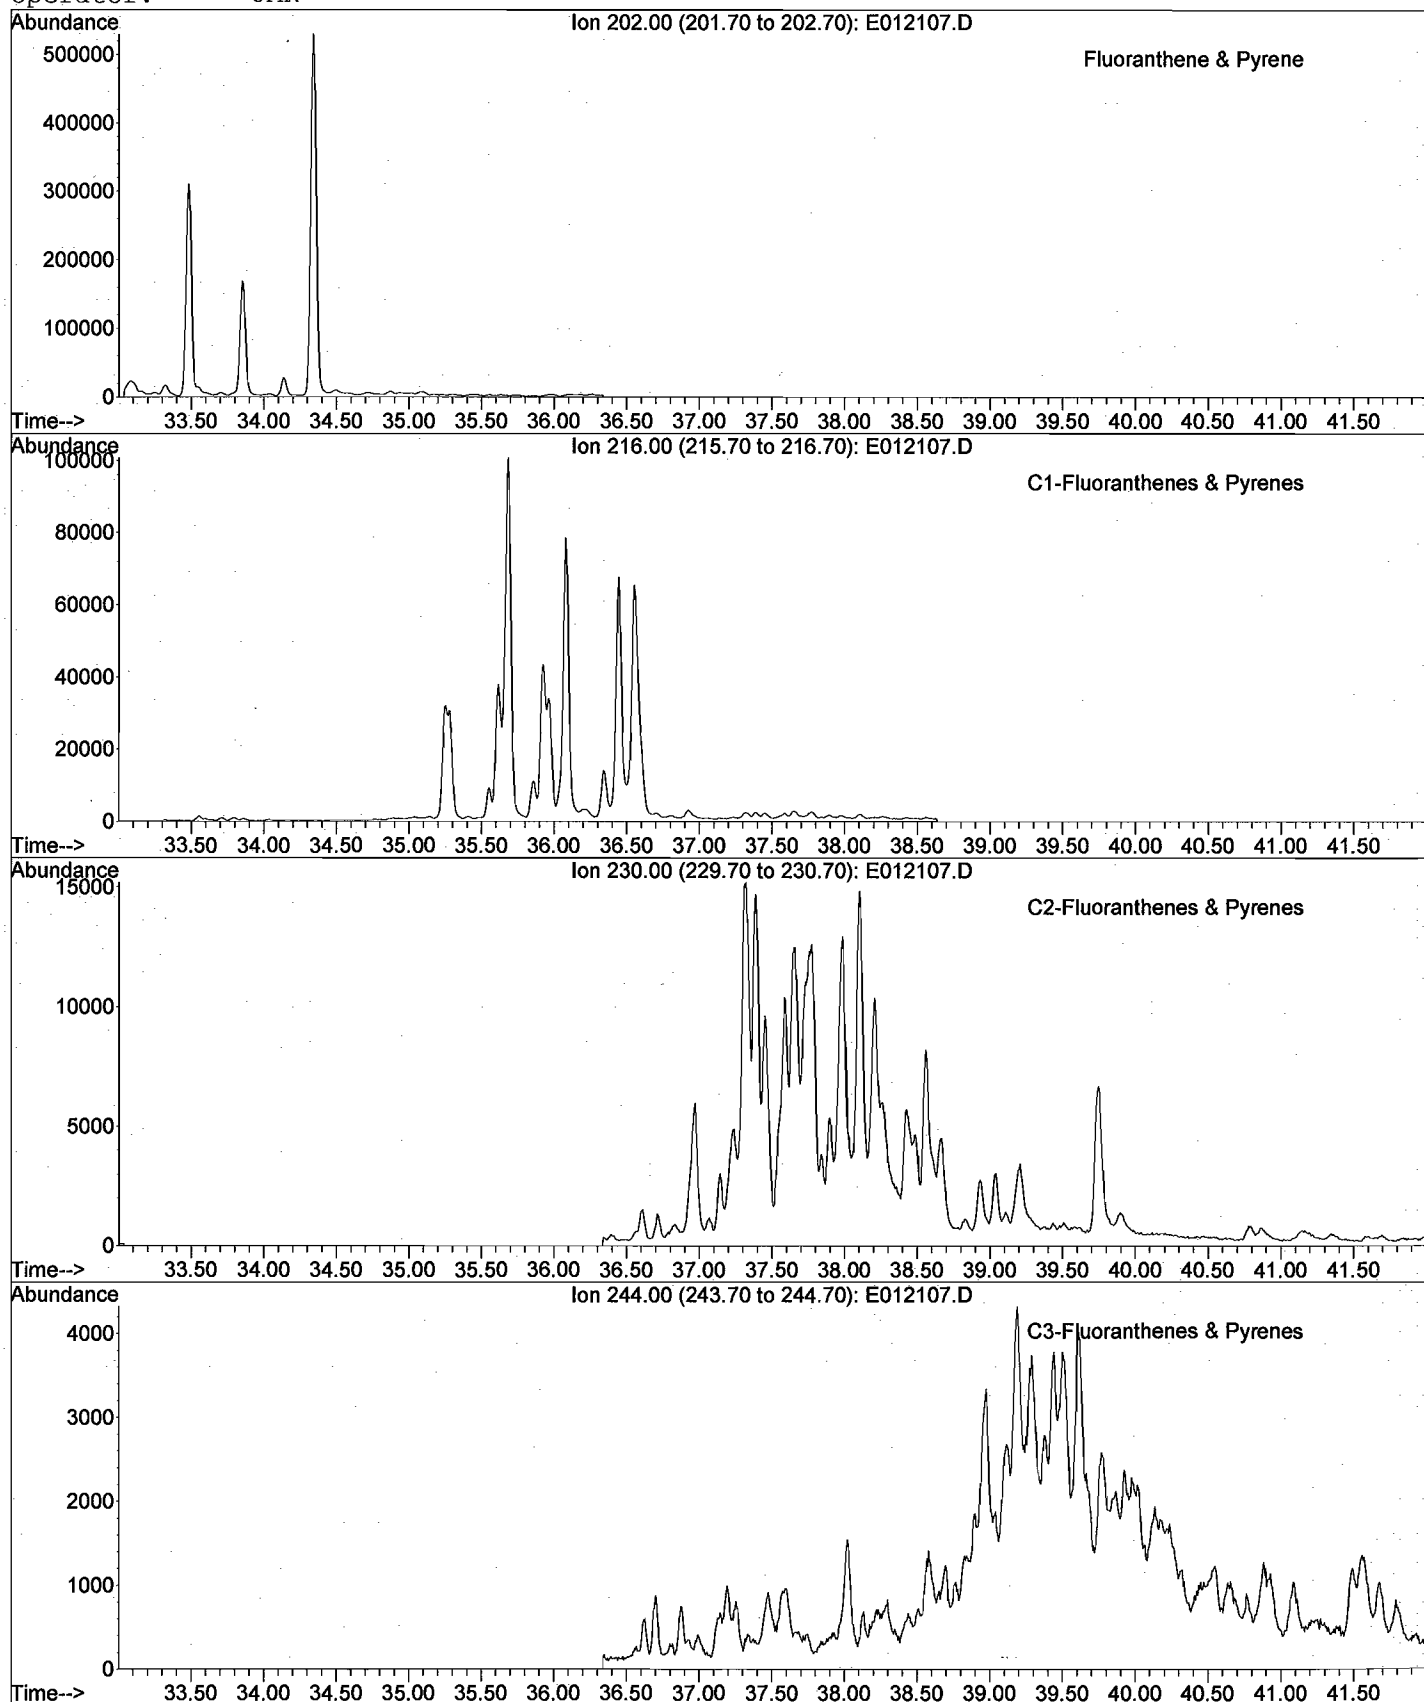 Abundance
Ion 202.00 (201.70 to 202.70): E012107.D
Fluoranthene & Pyrene
500000
400000
300000
200000
100000
0
Time-->
33.50 34.00 34.50 35.00 35.50 36.00 36.50 37.00 37.50 38.00 38.50 39.00 39.50 40.00 40.50 41.00 41.50
Abundance
Ion 216.00 (215.70 to 216.70): E012107.D
100000
C1-Fluoranthenes & Pyrenes
80000
60000
40000
20000
0
Time-->
33.50 34.00 34.50 35.00 35.50 36.00 36.50 37.00 37.50 38.00 38.50 39.00 39.50 40.00 40.50 41.00 41.50
Abundance
Ion 230.00 (229.70 to 230.70): E012107.D
15000
C2-Fluoranthenes & Pyrenes
10000
5000
0
Time-->
33.50 34.00 34.50 35.00 35.50 36.00 36.50 37.00 37.50 38.00 38.50 39.00 39.50 40.00 40.50 41.00 41.50
Abundance
Ion 244.00 (243.70 to 244.70): E012107.D
C3-Fluoranthenes & Pyrenes
4000
3000
2000
1000
0
Time-->
33.50 34.00 34.50 35.00 35.50 36.00 36.50 37.00 37.50 38.00 38.50 39.00 39.50 40.00 40.50 41.00 41.50